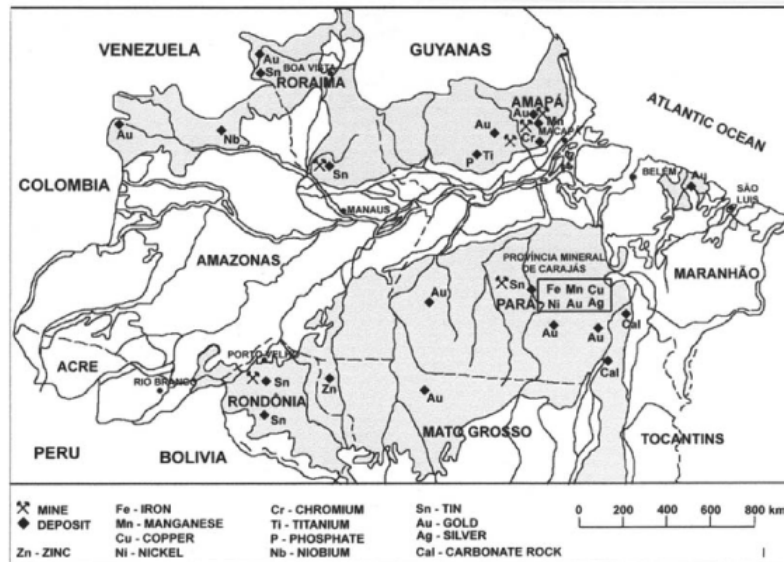 VENEZUELA
GUYANAS
Au
BOA VISTA
Sn
RORAIMA
AMAPÁ
Au
Mn
MACAPÁ
Cr
ATLANTIC OCEAN
Au
Nb
Au
P
Ti
Sn
COLOMBIA
BELÉM
Au
SÃO
LUIS
MANAUS
AMAZONAS
PROVÍNCIA MINERAL
DE CARAJÁS
MARANHÃO
Sn
Fe Mn Cu
PARÁ
Ni Au Ag
Au
Au
Au
Cal
ACRE
PORTO VELHO
RIO BRANCO
Sn
Zn
Cal
RONDÔNIA
Au
Sn
MATO GROSSO
TOCANTINS
PERU
BOLIVIA
MINE
DEPOSIT
Zn - ZINC
Fe - IRON
Mn - MANGANESE
Cu - COPPER
Ni - NICKEL
Cr - CHROMIUM
Ti - TITANIUM
P - PHOSPHATE
Nb - NIOBIUM
Sn - TIN
Au - GOLD
Ag - SILVER
Cal - CARBONATE ROCK
0 200 400 600 800 km